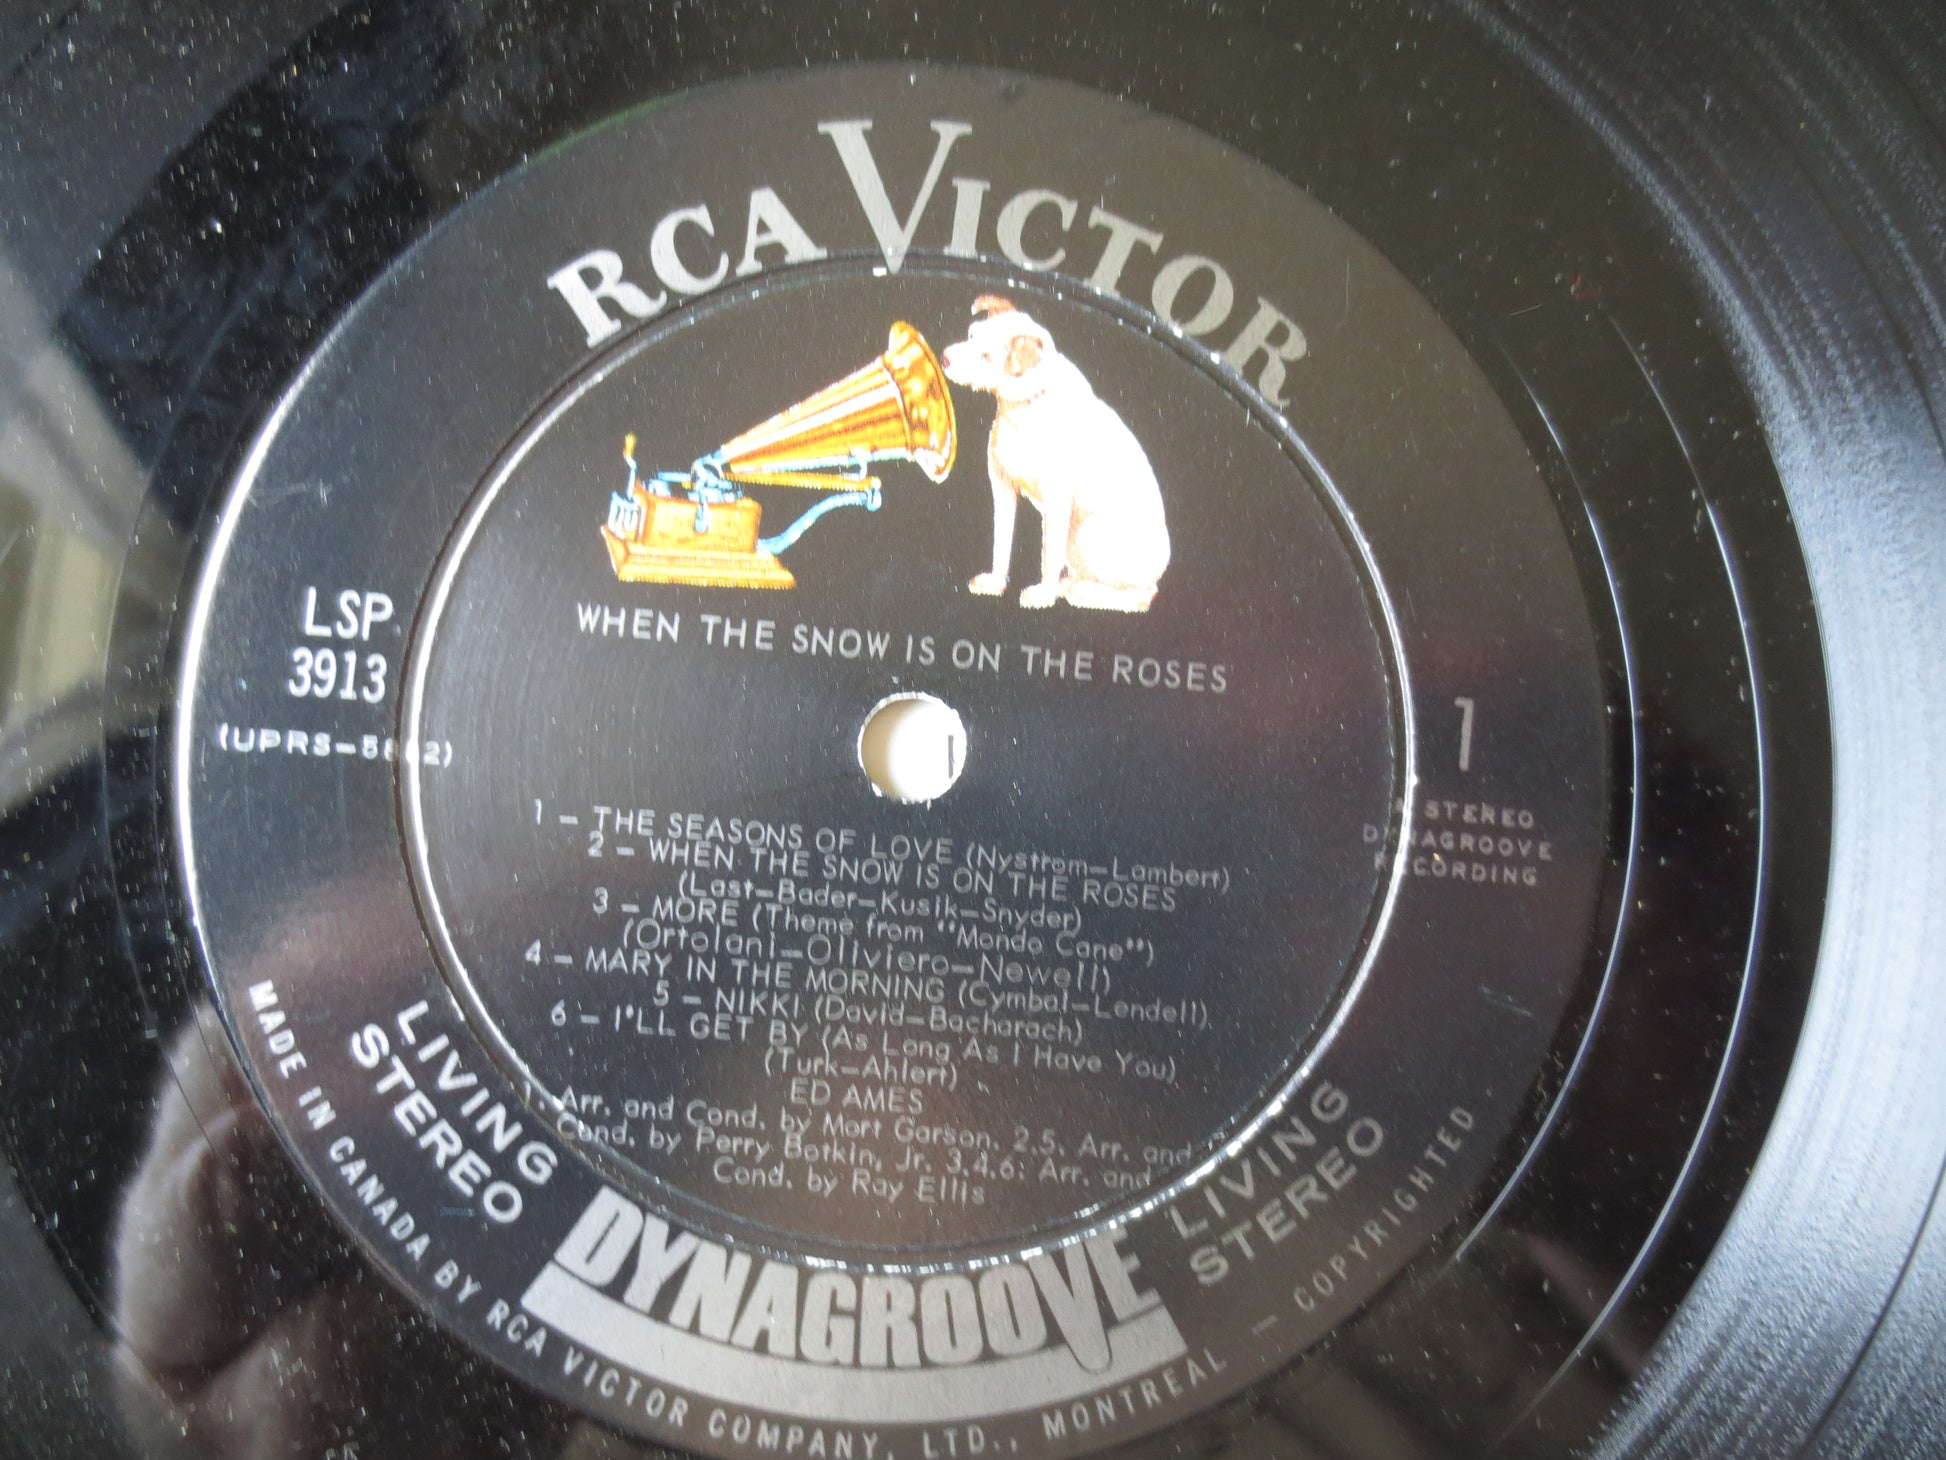 RCA VICTOR
LSP
3913
WHEN THE SNOW IS ON THE ROSES
1
STEREO
DYNAGROOVE
RECORDING
1 – THE SEASONS OF LOVE (Nystrom–Lambert)
2 – WHEN THE SNOW IS ON THE ROSES
(Last–Bader–Kusik–Snyder)
3 – MORE (Theme from "Mondo Cane")
(Ortolani–Oliviero–Newell)
4 – MARY IN THE MORNING (Cymbal–Lendell)
5 – NIKKI (David–Bacharach)
6 – I'LL GET BY (As Long As I Have You)
(Turk–Ahlert)
ED AMES
Arr. and Cond. by Mort Garson. 2.5. Arr. and
Cond. by Perry Botkin, Jr. 3.4.6: Arr. and
Cond. by Ray Ellis
LIVING
STEREO
DYNAGROOVE
LIVING
STEREO
MADE IN CANADA BY RCA VICTOR COMPANY, LTD., MONTREAL – COPYRIGHTED